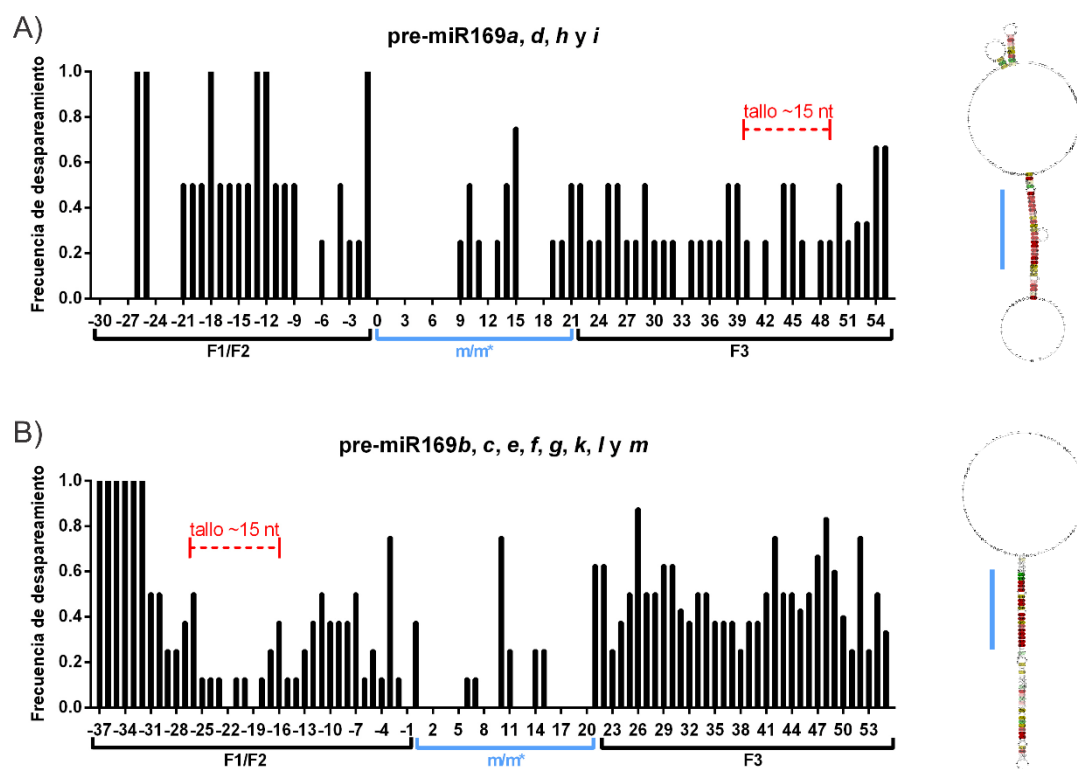 A)
pre-miR169a, d, h y i
Frecuencia de desapareamiento
1.0
0.8
0.6
0.4
0.2
0.0
tallo ~15 nt
-30 -27 -24 -21 -18 -15 -12 -9 -6 -3 0 3 6 9 12 15 18 21 24 27 30 33 36 39 42 45 48 51 54
F1/F2 m/m* F3
B)
pre-miR169b, c, e, f, g, k, l y m
Frecuencia de desapareamiento
1.0
0.8
0.6
0.4
0.2
0.0
tallo ~15 nt
-37 -34 -31 -28 -25 -22 -19 -16 -13 -10 -7 -4 -1 2 5 8 11 14 17 20 23 26 29 32 35 38 41 44 47 50 53
F1/F2 m/m* F3